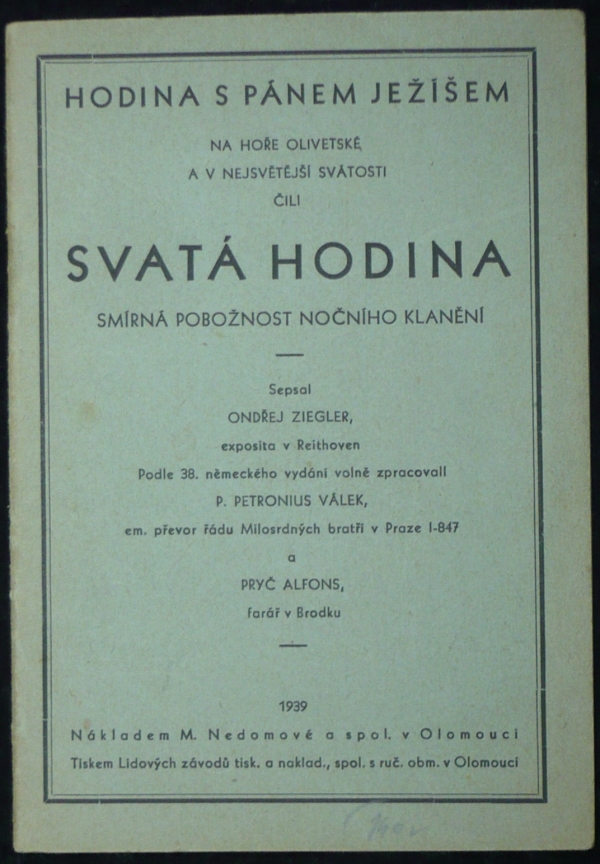 HODINA S PÁNEM JEŽÍŠEM
NA HOŘE OLIVETSKÉ
A V NEJSVĚTĚJŠÍ SVÁTOSTI
ČILI
SVATÁ HODINA
SMÍRNÁ POBOŽNOST NOČNÍHO KLANĚNÍ
Sepsal
ONDŘEJ ZIEGLER,
exposita v Reithoven
Podle 38. německého vydání volně zpracovali
P. PETRONIUS VÁLEK,
em. převor řádu Milosrdných bratří v Praze I-847
a
PRYČ ALFONS,
farář v Brodku
1939
Nákladem M. Nedomové a spol. v Olomouci
Tiskem Lidových závodů tisk. a naklad., spol. s ruč. obm. v Olomouci